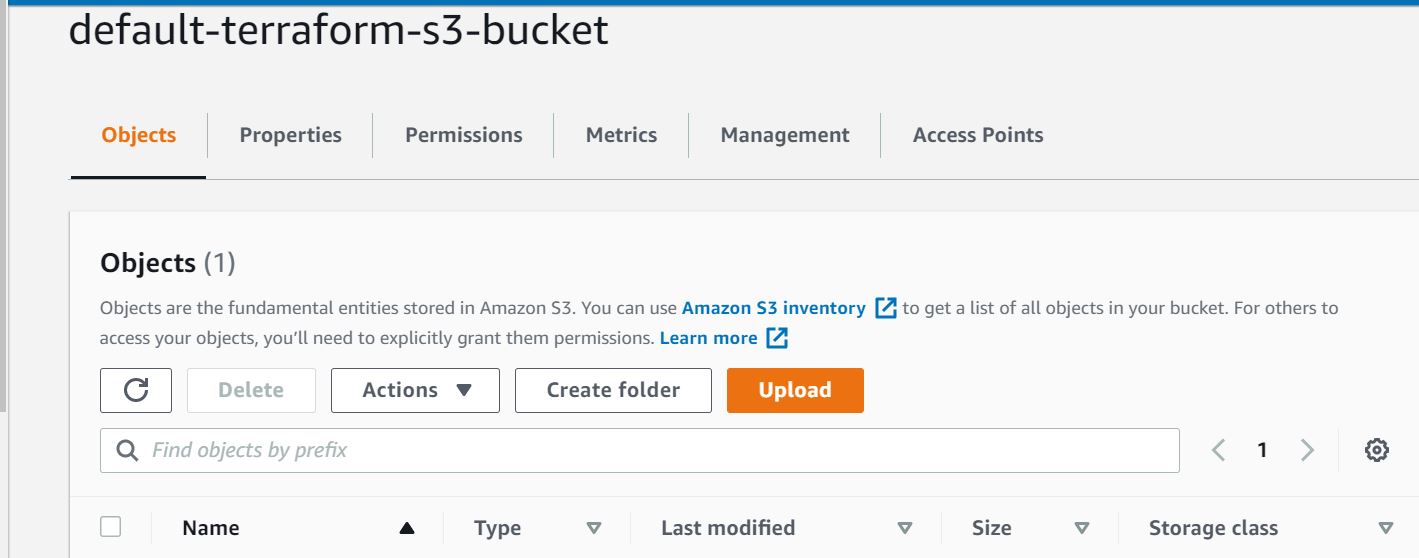 default-terraform-s3-bucket
Objects Properties Permissions Metrics Management Access Points
Objects (1)
Objects are the fundamental entities stored in Amazon S3. You can use Amazon S3 inventory to get a list of all objects in your bucket. For others to
access your objects, you’ll need to explicitly grant them permissions. Learn more
Delete Actions Create folder Upload
Find objects by prefix 1
Name Type Last modified Size Storage class